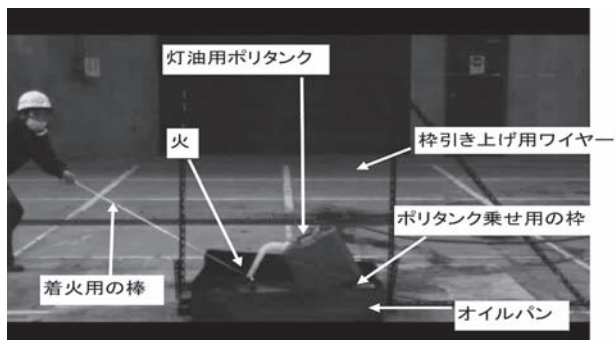 灯油用ポリタンク
火
枠引き上げ用ワイヤー
ポリタンク乗せ用の枠
着火用の棒
オイルパン